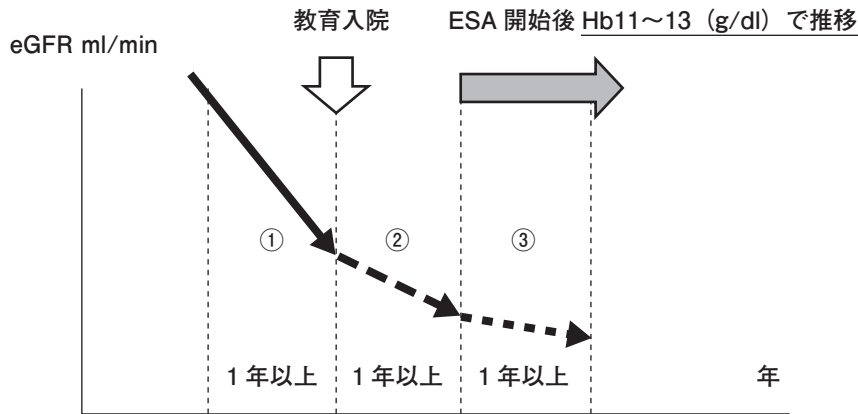 教育入院
ESA 開始後 Hb11〜13（g/dl）で推移
eGFR ml/min
① ② ③
1 年以上 1 年以上 1 年以上 年